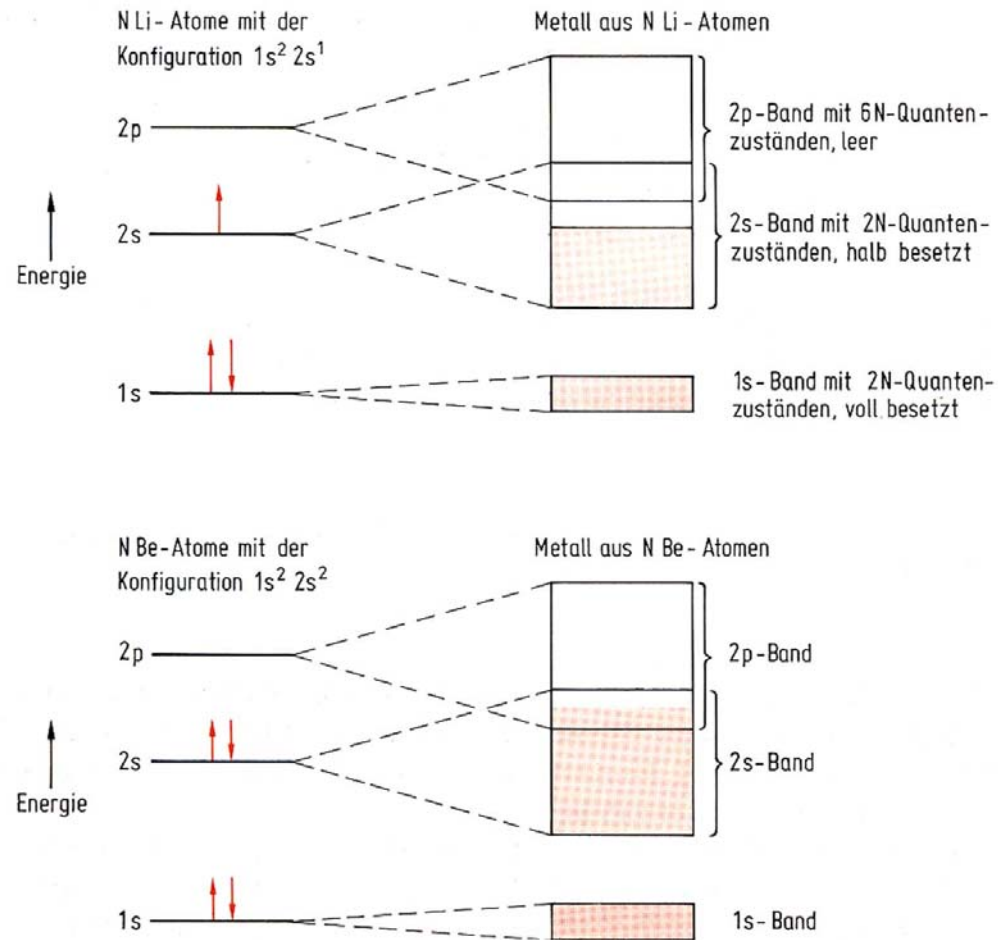 N Li-Atome mit der
Konfiguration 1s² 2s¹
Metall aus N Li-Atomen
2p
2s
1s
Energie
2p-Band mit 6N-Quanten-
zuständen, leer
2s-Band mit 2N-Quanten-
zuständen, halb besetzt
1s-Band mit 2N-Quanten-
zuständen, voll besetzt
N Be-Atome mit der
Konfiguration 1s² 2s²
Metall aus N Be-Atomen
2p
2s
1s
Energie
2p-Band
2s-Band
1s-Band